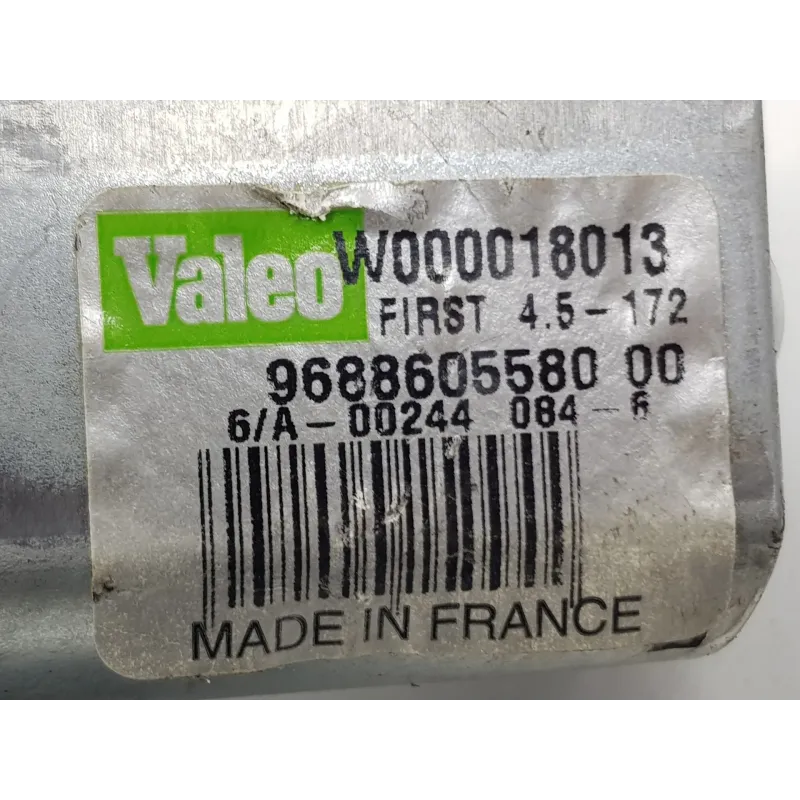 Valeo W000018013
FIRST 4.5-172
9688605580 00
6/A-00244 084-6
MADE IN FRANCE